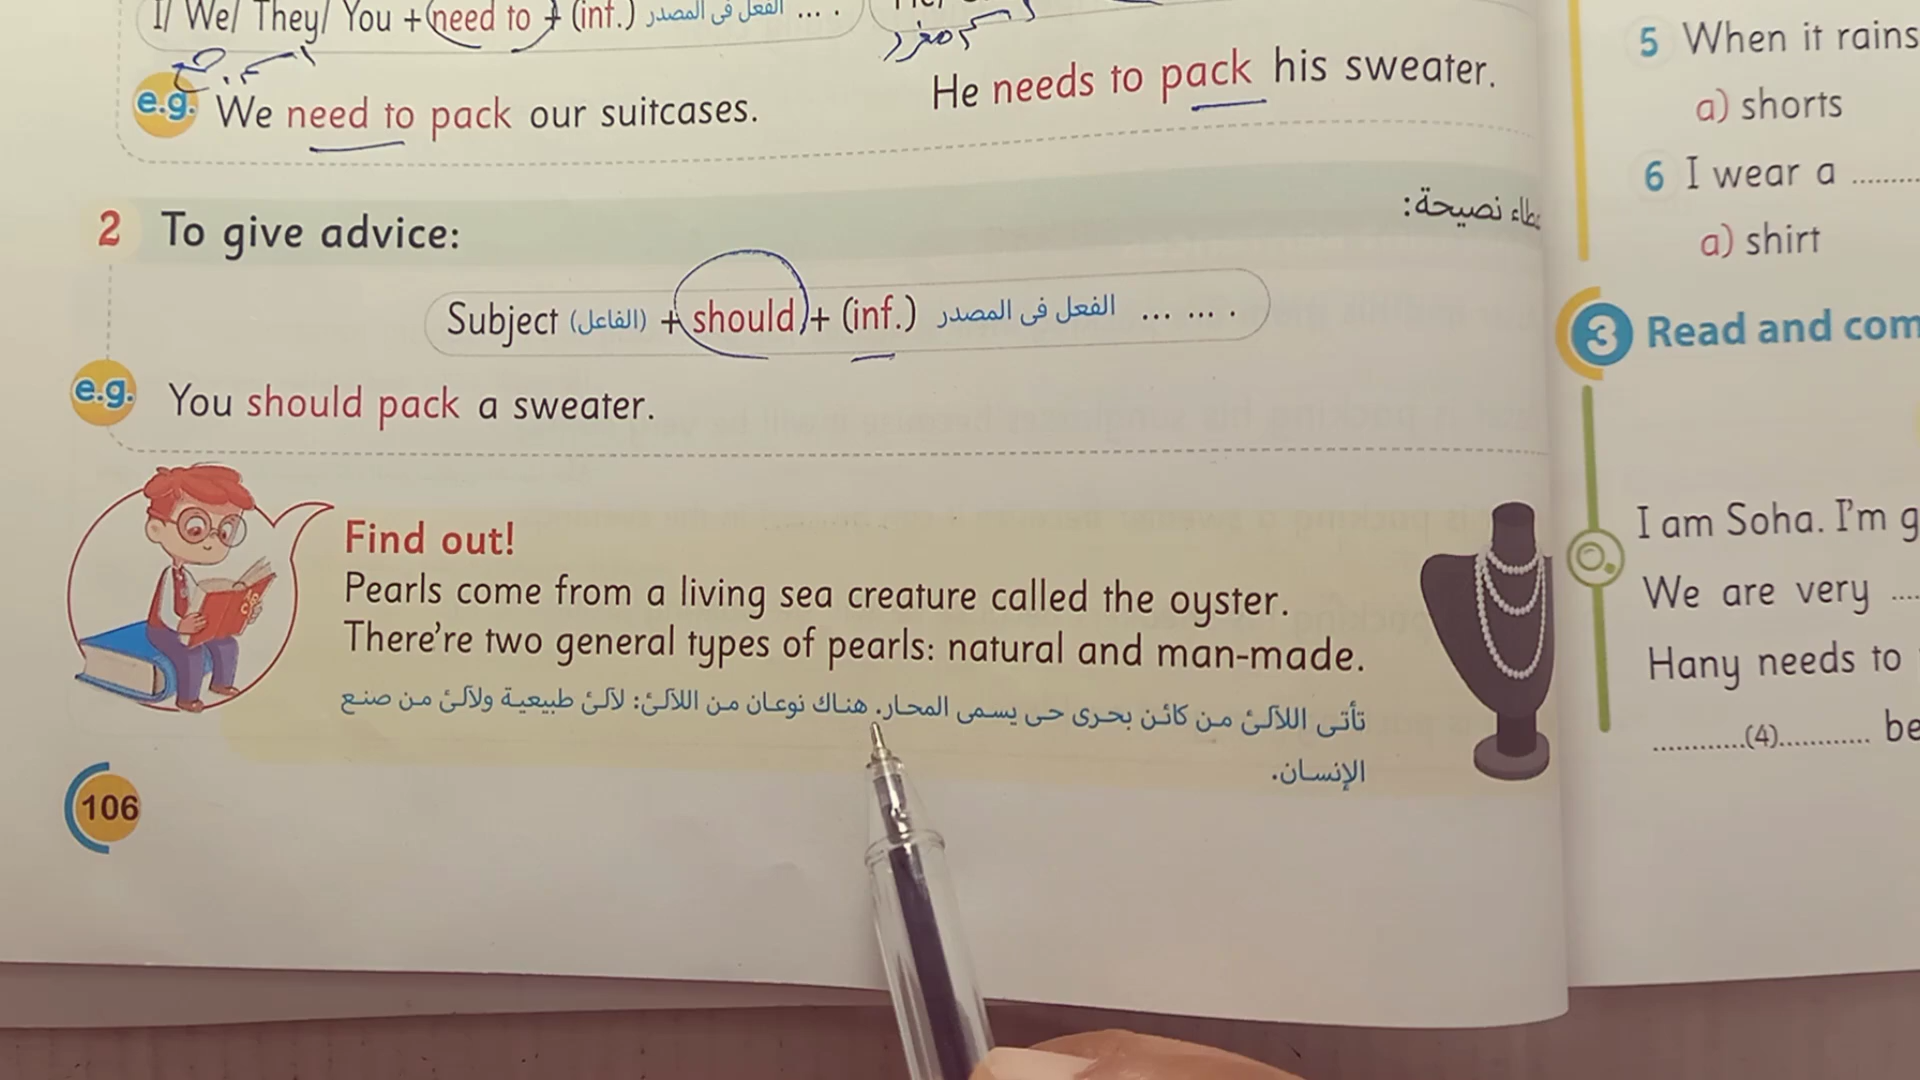 I/ We/ They/ You + need to + (inf.) الفعل فى المصدر ... .
e.g. We need to pack our suitcases.
He needs to pack his sweater.
2 To give advice:
نصيحة:
Subject (الفاعل) + should + (inf.) الفعل فى المصدر ... ... .
e.g. You should pack a sweater.
Find out!
Pearls come from a living sea creature called the oyster.
There’re two general types of pearls: natural and man-made.
تأتى اللآلئ من كائن بحرى حى يسمى المحار. هناك نوعان من اللآلئ: لآلئ طبيعية ولآلئ من صنع
الإنسان.
106
5 When it rains
a) shorts
6 I wear a ........
a) shirt
3 Read and com
I am Soha. I’m g
We are very ....
Hany needs to
............(4)............ be